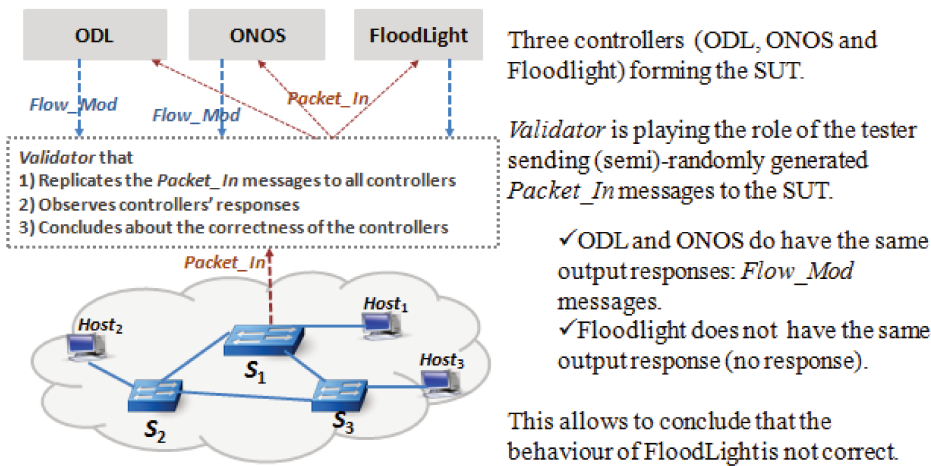 ODL
ONOS
FloodLight
Flow_Mod
Flow_Mod
Packet_In
Validator that
1) Replicates the Packet_In messages to all controllers
2) Observes controllers' responses
3) Concludes about the correctness of the controllers
Packet_In
Host2
Host1
Host3
S1
S2
S3
Three controllers (ODL, ONOS and
Floodlight) forming the SUT.
Validator is playing the role of the tester
sending (semi)-randomly generated
Packet_In messages to the SUT.
✓ODL and ONOS do have the same
output responses: Flow_Mod
messages.
✓Floodlight does not have the same
output response (no response).
This allows to conclude that the
behaviour of FloodLight is not correct.